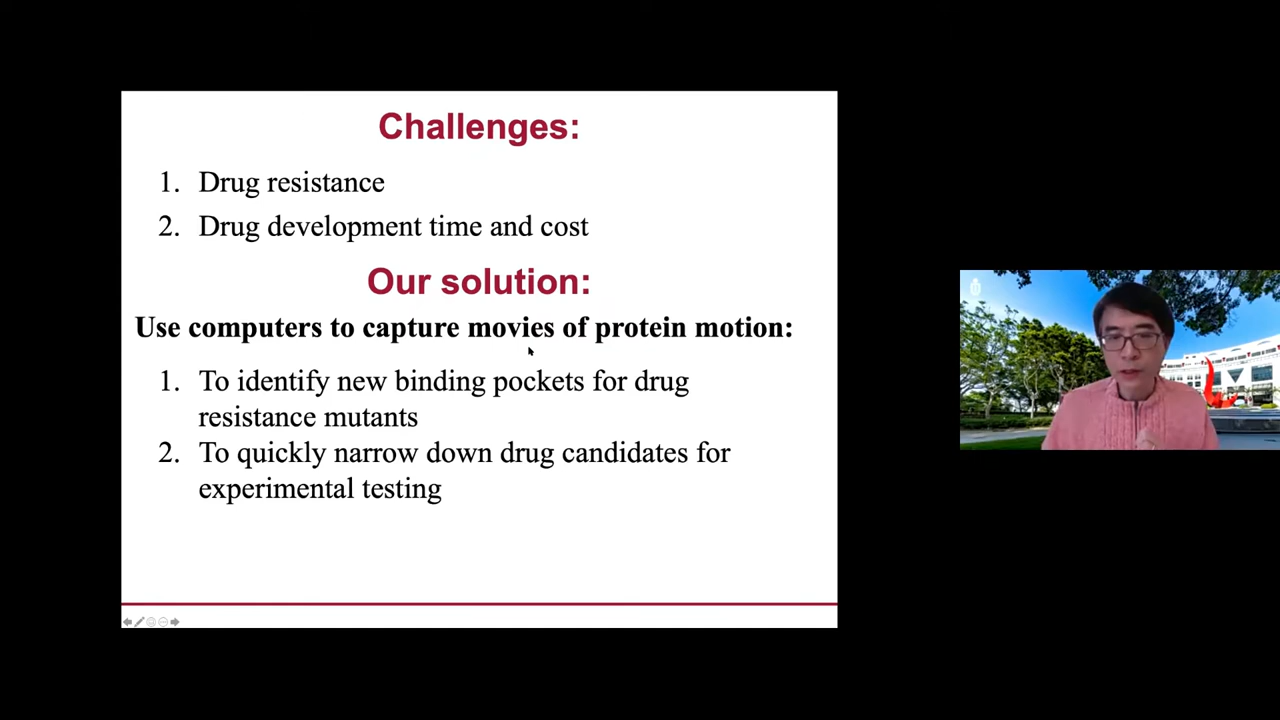 Challenges:
1. Drug resistance
2. Drug development time and cost
Our solution:
Use computers to capture movies of protein motion:
1. To identify new binding pockets for drug
resistance mutants
2. To quickly narrow down drug candidates for
experimental testing